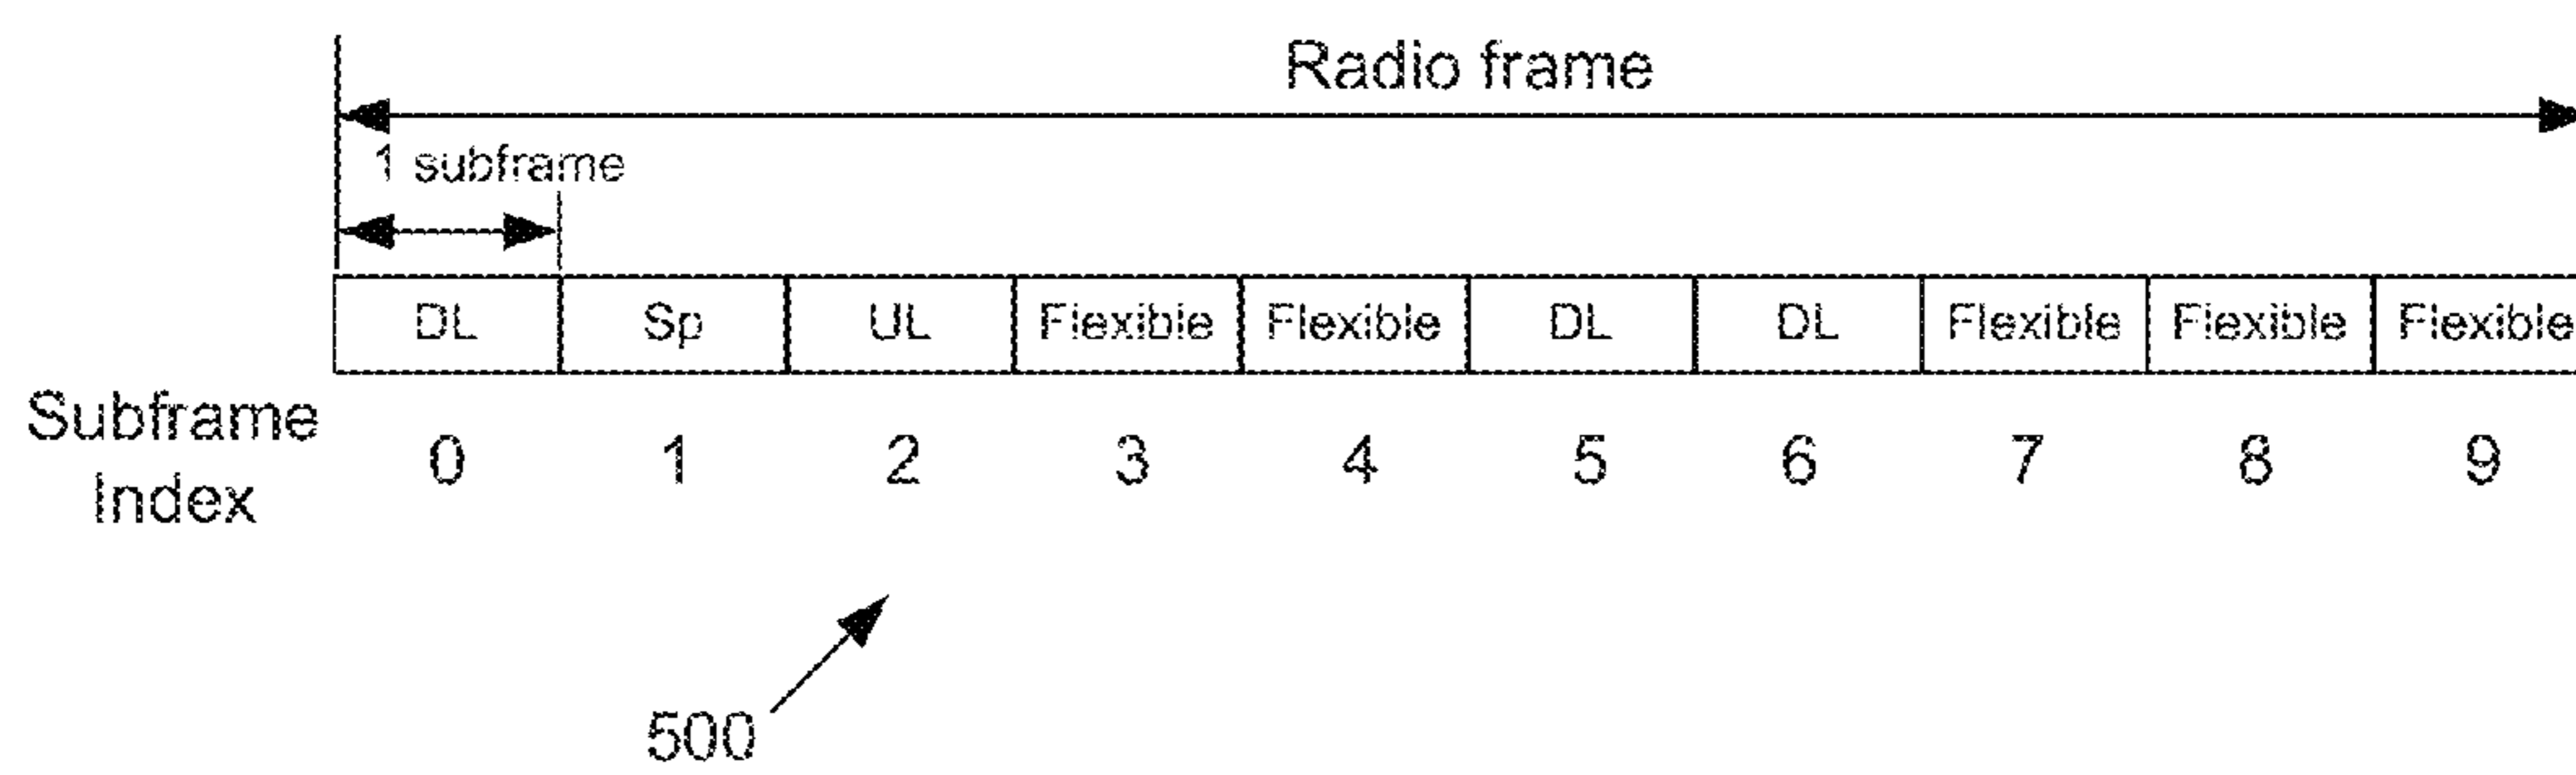 Radio frame
1 subframe
DL Sp UL Flexible Flexible DL DL Flexible Flexible Flexible
Subframe
Index
0 1 2 3 4 5 6 7 8 9
500